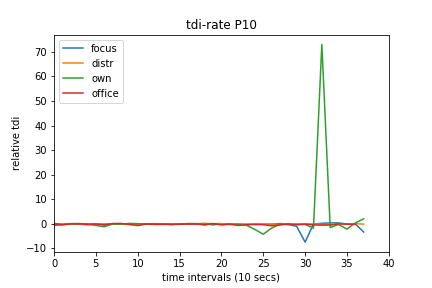 tdi-rate P10
focus
distr
own
office
relative tdi
70
60
50
40
30
20
10
0
−10
0 5 10 15 20 25 30 35 40
time intervals (10 secs)